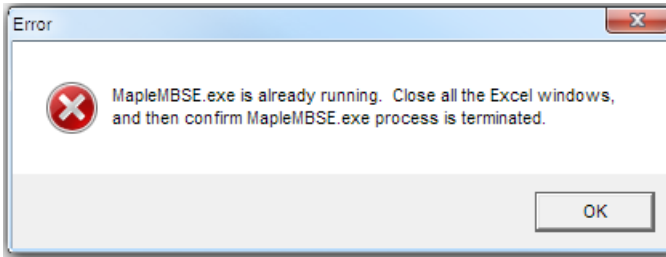 Error
MapleMBSE.exe is already running.  Close all the Excel windows,
and then confirm MapleMBSE.exe process is terminated.
OK